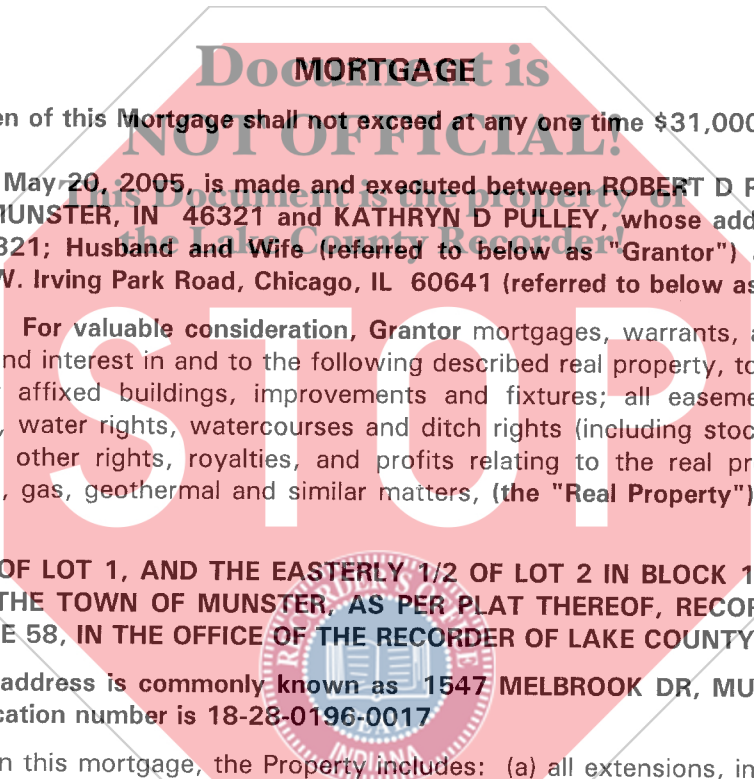 Document is
MORTGAGE
en of this Mortgage shall not exceed at any one time $31,000
NOT OFFICIAL!
May 20, 2005, is made and executed between ROBERT D
This Document is the property of
MUNSTER, IN 46321 and KATHRYN D PULLEY, whose add
the Lake County Recorder!
321; Husband and Wife (referred to below as "Grantor")
W. Irving Park Road, Chicago, IL 60641 (referred to below as
For valuable consideration, Grantor mortgages, warrants,
nd interest in and to the following described real property, to
affixed buildings, improvements and fixtures; all easeme
, water rights, watercourses and ditch rights (including stoc
other rights, royalties, and profits relating to the real pr
, gas, geothermal and similar matters, (the "Real Property")
STOP
OF LOT 1, AND THE EASTERLY 1/2 OF LOT 2 IN BLOCK 1
THE TOWN OF MUNSTER, AS PER PLAT THEREOF, RECOR
E 58, IN THE OFFICE OF THE RECORDER OF LAKE COUNTY
address is commonly known as 1547 MELBROOK DR, MU
cation number is 18-28-0196-0017
SEAL
INDIANA
n this mortgage, the Property includes: (a) all extensions, im